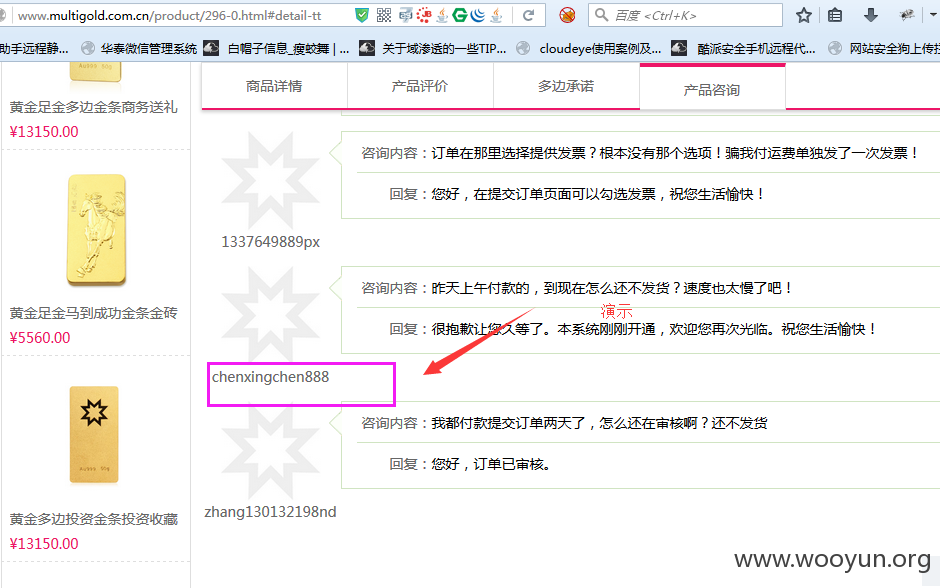 www.multigold.com.cn/product/296-0.html#detail-tt
百度 <Ctrl+K>
助手远程静...
华泰微信管理系统
白帽子信息_瘦蛟舞 | ...
关于域渗透的一些TIP...
cloudeye使用案例及...
酷派安全手机远程代...
网站安全狗上传拦
商品详情
产品评价
多边承诺
产品咨询
Au999 50g
黄金足金多边金条商务送礼
¥13150.00
黄金足金马到成功金条金砖
¥5560.00
Au999 50g
黄金多边投资金条投资收藏
¥13150.00
咨询内容：订单在那里选择提供发票？根本没有那个选项！骗我付运费单独发了一次发票！
回复：您好，在提交订单页面可以勾选发票，祝您生活愉快！
1337649889px
咨询内容：昨天上午付款的，到现在怎么还不发货？速度也太慢了吧！
演示
回复：很抱歉让您久等了。本系统刚刚开通，欢迎您再次光临。祝您生活愉快！
chenxingchen888
咨询内容：我都付款提交订单两天了，怎么还在审核啊？还不发货
回复：您好，订单已审核。
zhang130132198nd
www.wooyun.org